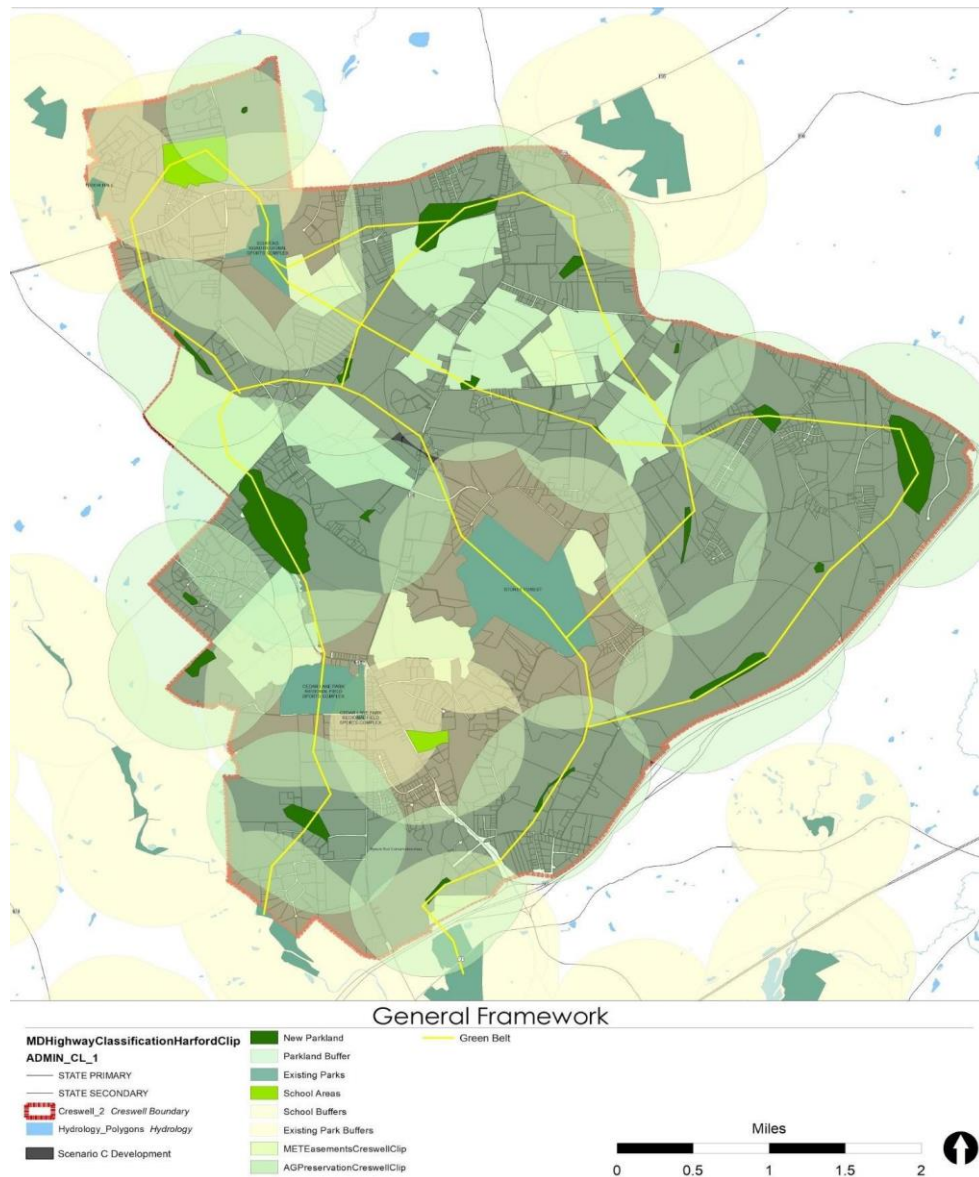 STONEY FOREST
General Framework
MDHighwayClassificationHarfordClip
ADMIN_CL_1
STATE PRIMARY
STATE SECONDARY
Creswell_2 Creswell Boundary
Hydrology_Polygons Hydrology
Scenario C Development
New Parkland
Parkland Buffer
Existing Parks
School Areas
School Buffers
Existing Park Buffers
METEasementsCreswellClip
AGPreservationCreswellClip
Green Belt
Miles
0 0.5 1 1.5 2